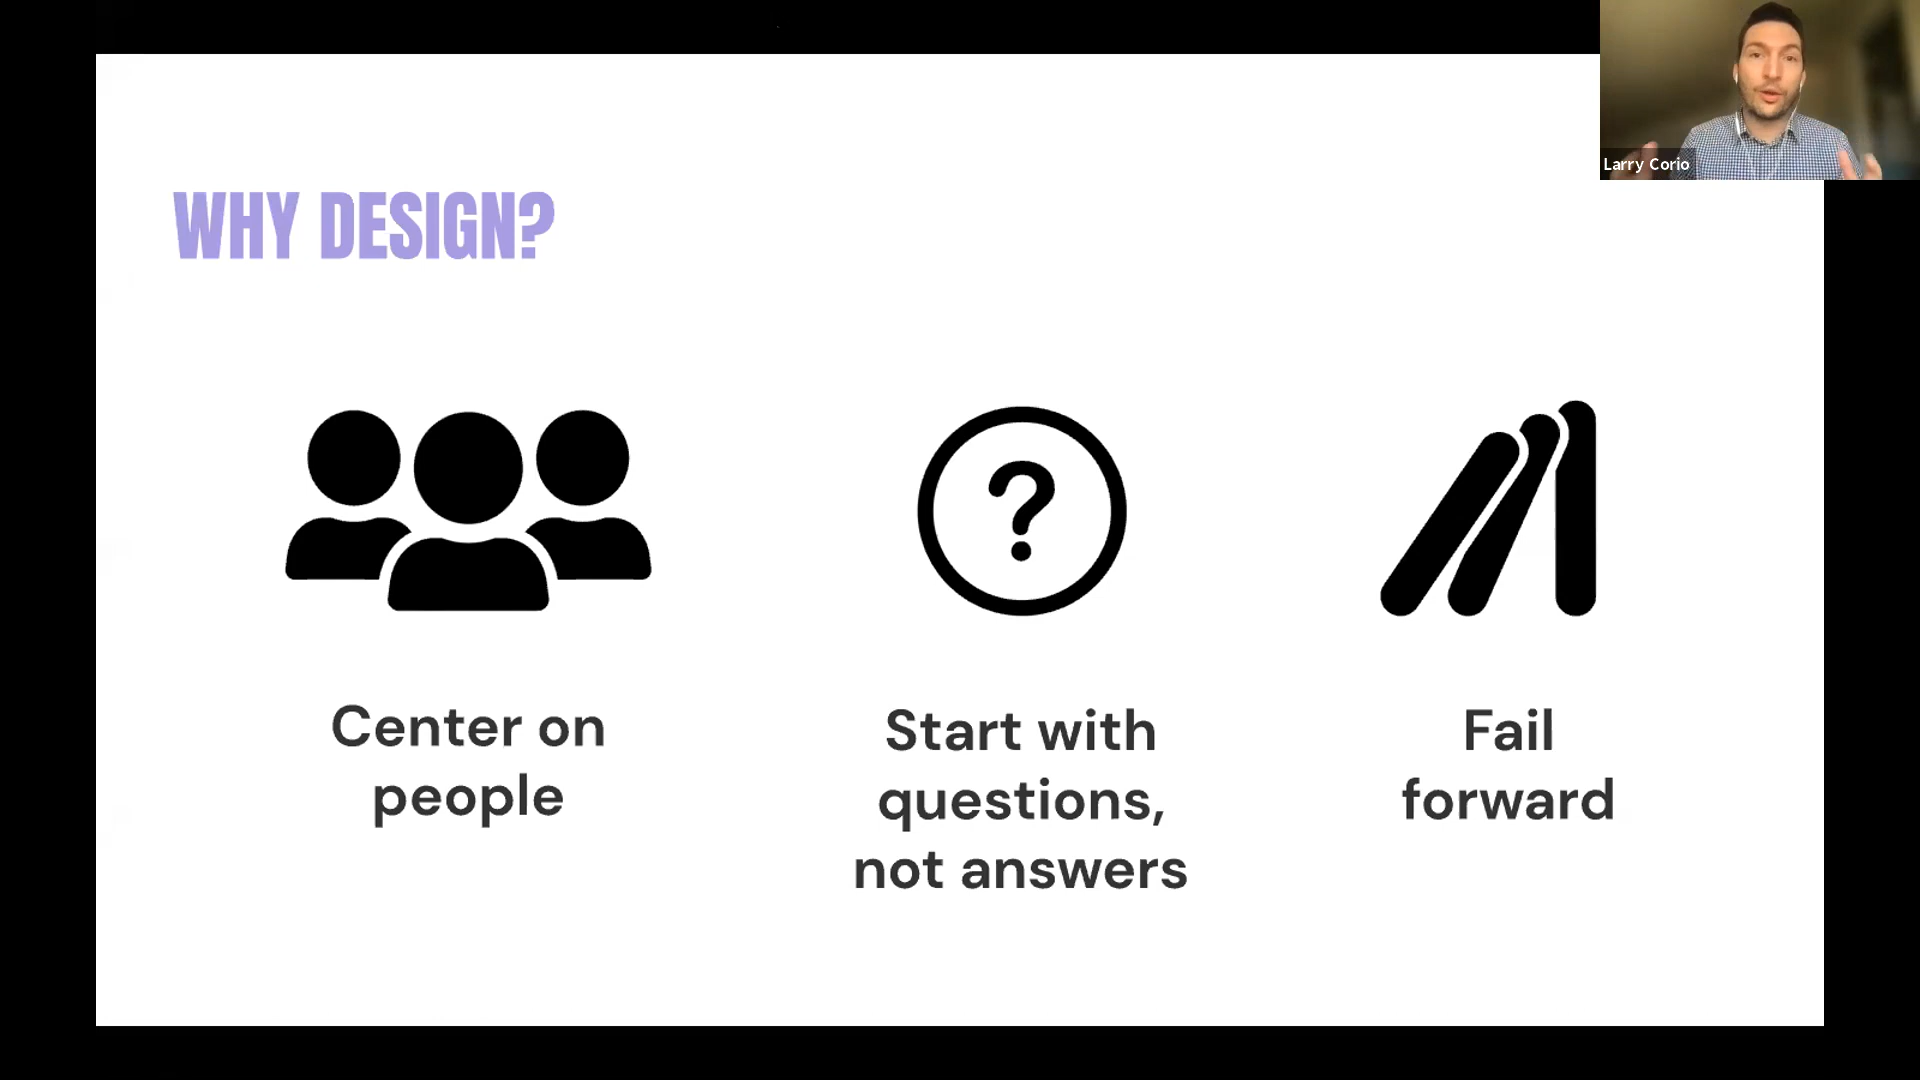 Larry Corio
WHY DESIGN?
Center on
people
Start with
questions,
not answers
Fail
forward